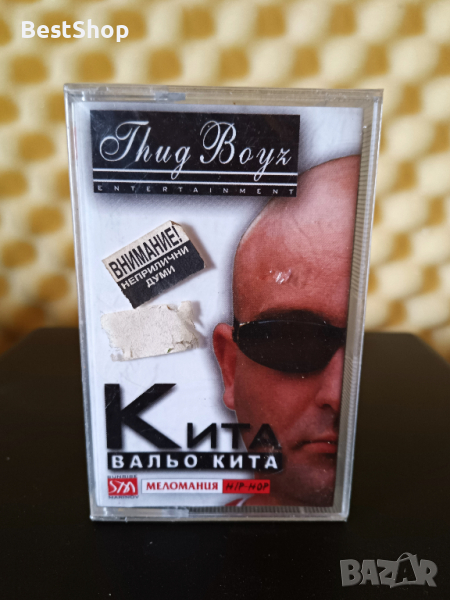 BestShop
Thug Boyz
ENTERTAINMENT
ВНИМАНИЕ!
НЕПРИЛИЧНИ
ДУМИ
Кита
ВАЛЬО КИТА
МЕЛОМАНИЯ
HIP-HOP
BAZAR